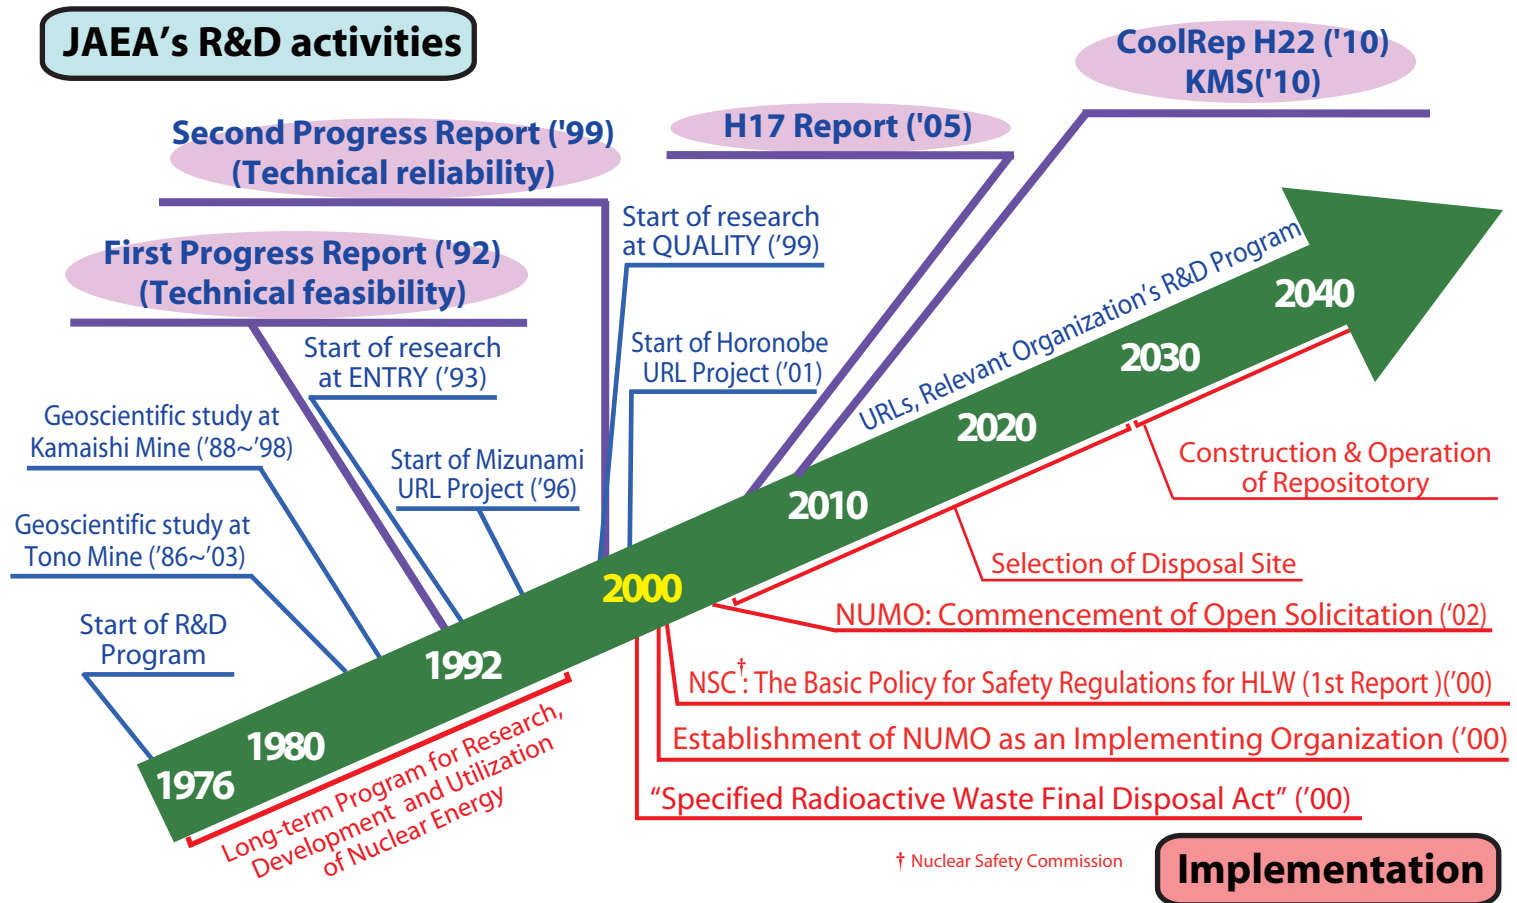 JAEA's R&D activities
CoolRep H22 ('10)
KMS('10)
Second Progress Report ('99)
(Technical reliability)
H17 Report ('05)
First Progress Report ('92)
(Technical feasibility)
Start of research
at QUALITY ('99)
Start of research
at ENTRY ('93)
Start of Horonobe
URL Project ('01)
Geoscientific study at
Kamaishi Mine ('88~'98)
Start of Mizunami
URL Project ('96)
Geoscientific study at
Tono Mine ('86~'03)
Start of R&D
Program
URLs, Relevant Organization's R&D Program
1976
1980
1992
2000
2010
2020
2030
2040
Construction & Operation
of Repositotory
Selection of Disposal Site
NUMO: Commencement of Open Solicitation ('02)
NSC†: The Basic Policy for Safety Regulations for HLW (1st Report )('00)
Establishment of NUMO as an Implementing Organization ('00)
“Specified Radioactive Waste Final Disposal Act” ('00)
Long-term Program for Research,
Development and Utilization
of Nuclear Energy
† Nuclear Safety Commission
Implementation